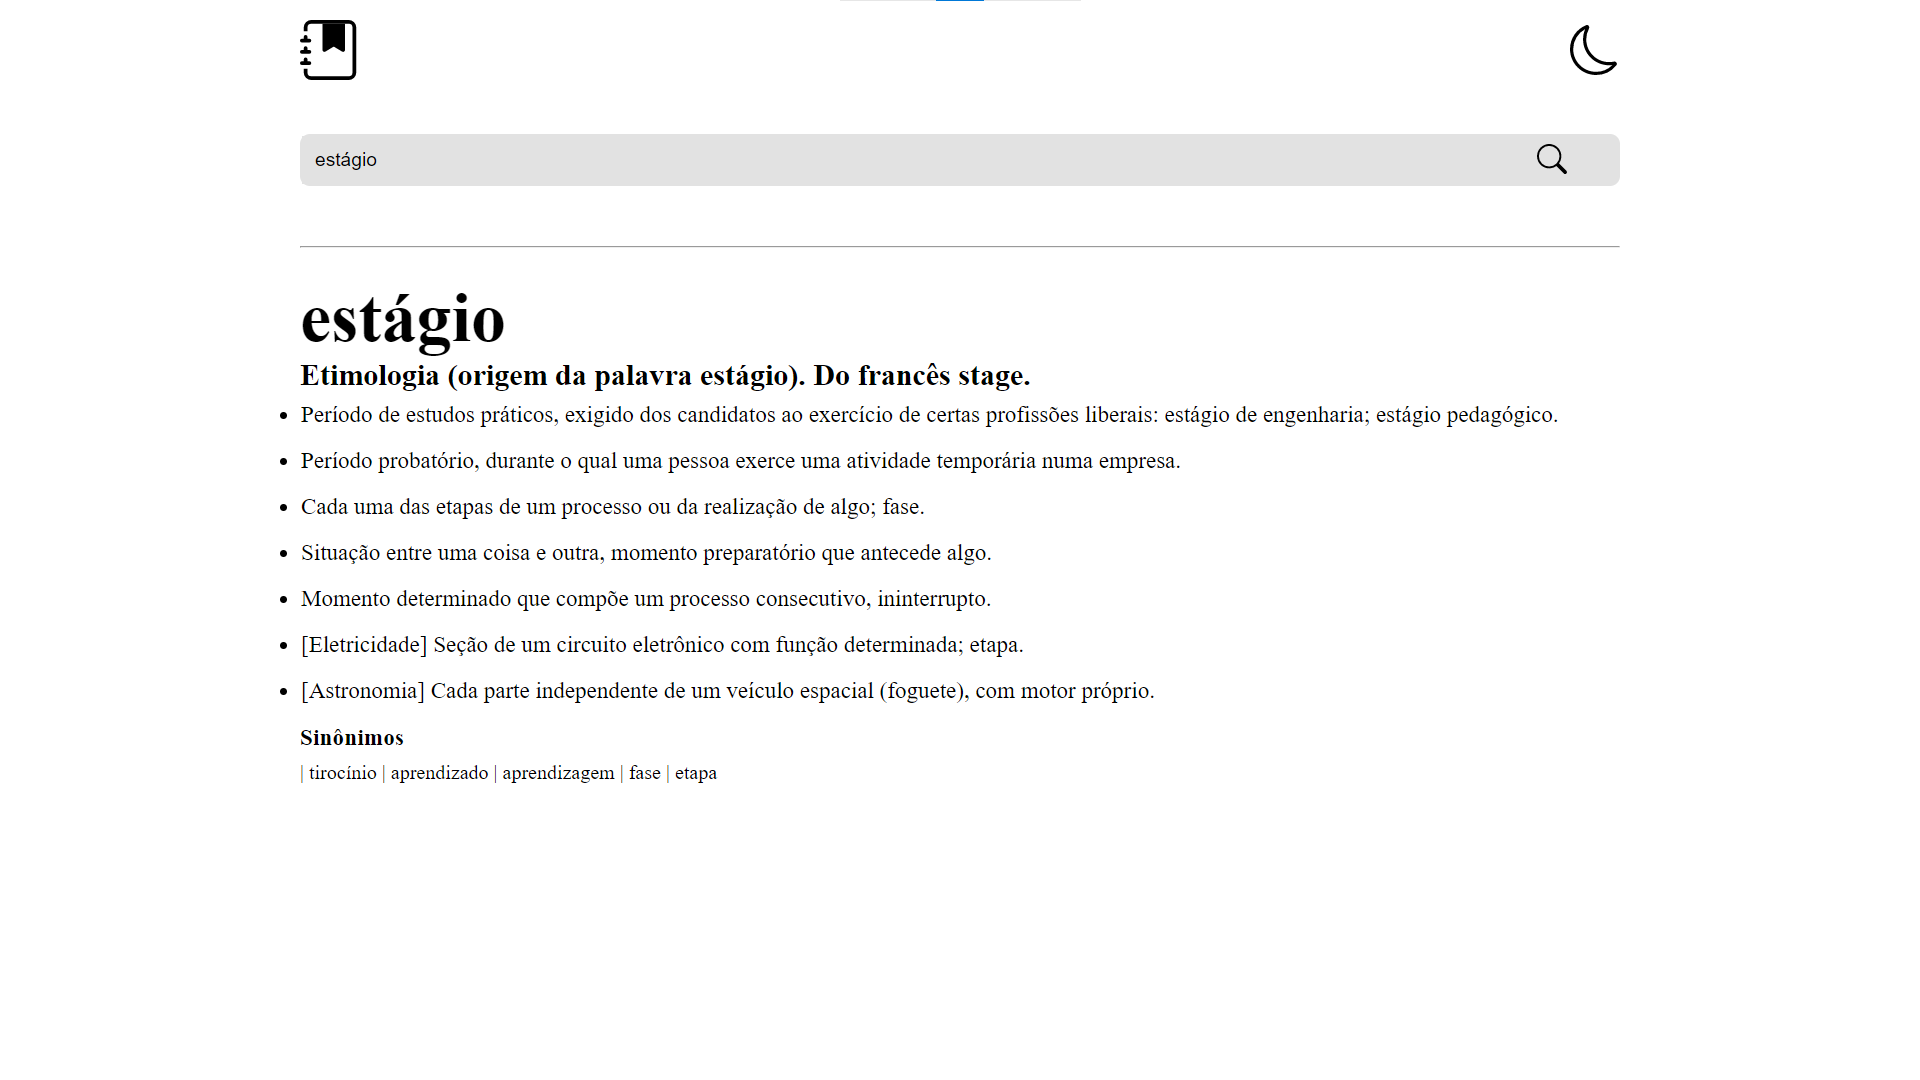 estágio
estágio
Etimologia (origem da palavra estágio). Do francês stage.
• Período de estudos práticos, exigido dos candidatos ao exercício de certas profissões liberais: estágio de engenharia; estágio pedagógico.
• Período probatório, durante o qual uma pessoa exerce uma atividade temporária numa empresa.
• Cada uma das etapas de um processo ou da realização de algo; fase.
• Situação entre uma coisa e outra, momento preparatório que antecede algo.
• Momento determinado que compõe um processo consecutivo, ininterrupto.
• [Eletricidade] Seção de um circuito eletrônico com função determinada; etapa.
• [Astronomia] Cada parte independente de um veículo espacial (foguete), com motor próprio.
Sinônimos
| tirocínio | aprendizado | aprendizagem | fase | etapa